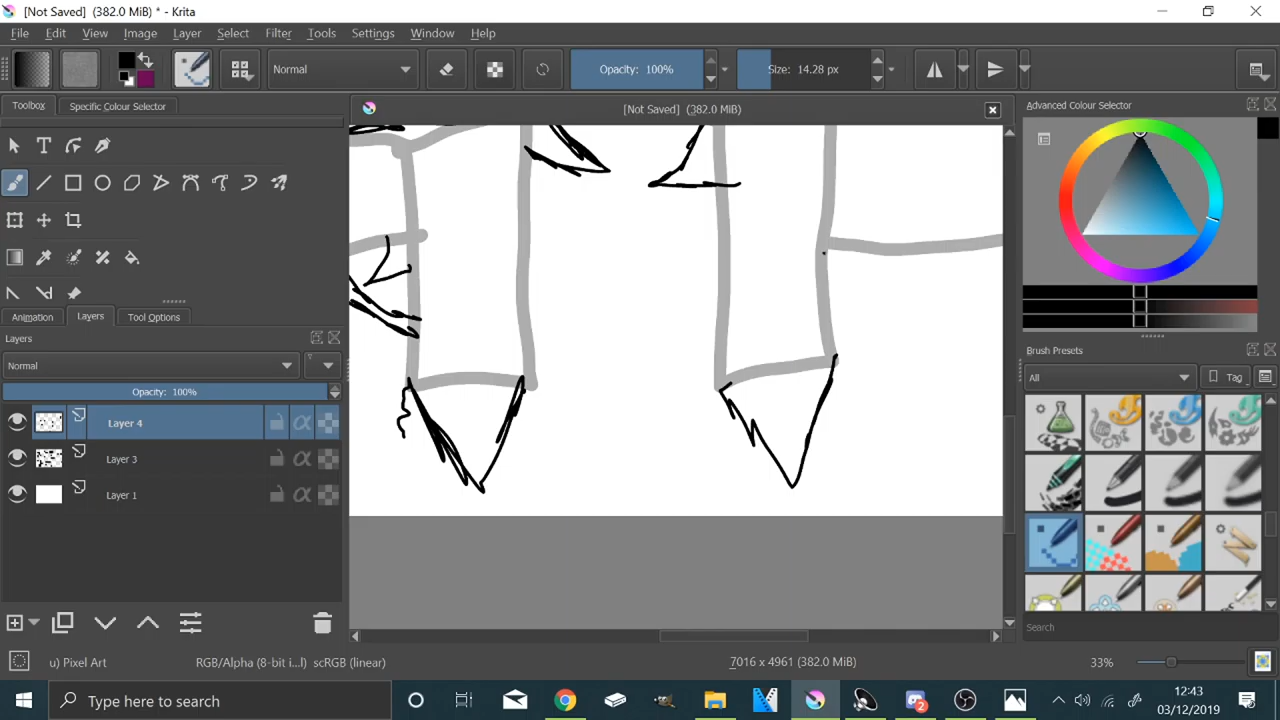 [Not Saved] (382.0 MiB) * - Krita
File Edit View Image Layer Select Filter Tools Settings Window Help
Normal
Opacity: 100%
Size: 14.28 px
Toolbox
Specific Colour Selector
[Not Saved] (382.0 MiB)
Advanced Colour Selector
Animation
Layers
Tool Options
Layers
Normal
Opacity: 100%
Layer 4
Layer 3
Layer 1
Brush Presets
All
Tag
Search
u) Pixel Art
RGB/Alpha (8-bit i...l) scRGB (linear)
7016 x 4961 (382.0 MiB)
33%
Type here to search
2
12:43
03/12/2019